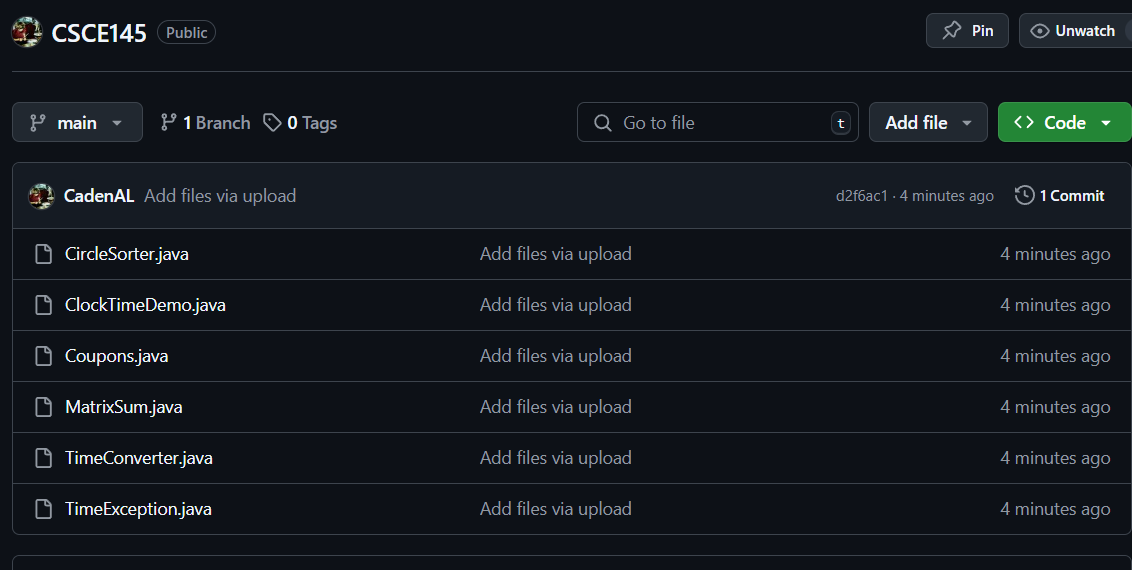 CSCE145 Public Pin Unwatch
main 1 Branch 0 Tags Go to file t Add file Code
CadenAL Add files via upload d2f6ac1 · 4 minutes ago 1 Commit
CircleSorter.java Add files via upload 4 minutes ago
ClockTimeDemo.java Add files via upload 4 minutes ago
Coupons.java Add files via upload 4 minutes ago
MatrixSum.java Add files via upload 4 minutes ago
TimeConverter.java Add files via upload 4 minutes ago
TimeException.java Add files via upload 4 minutes ago